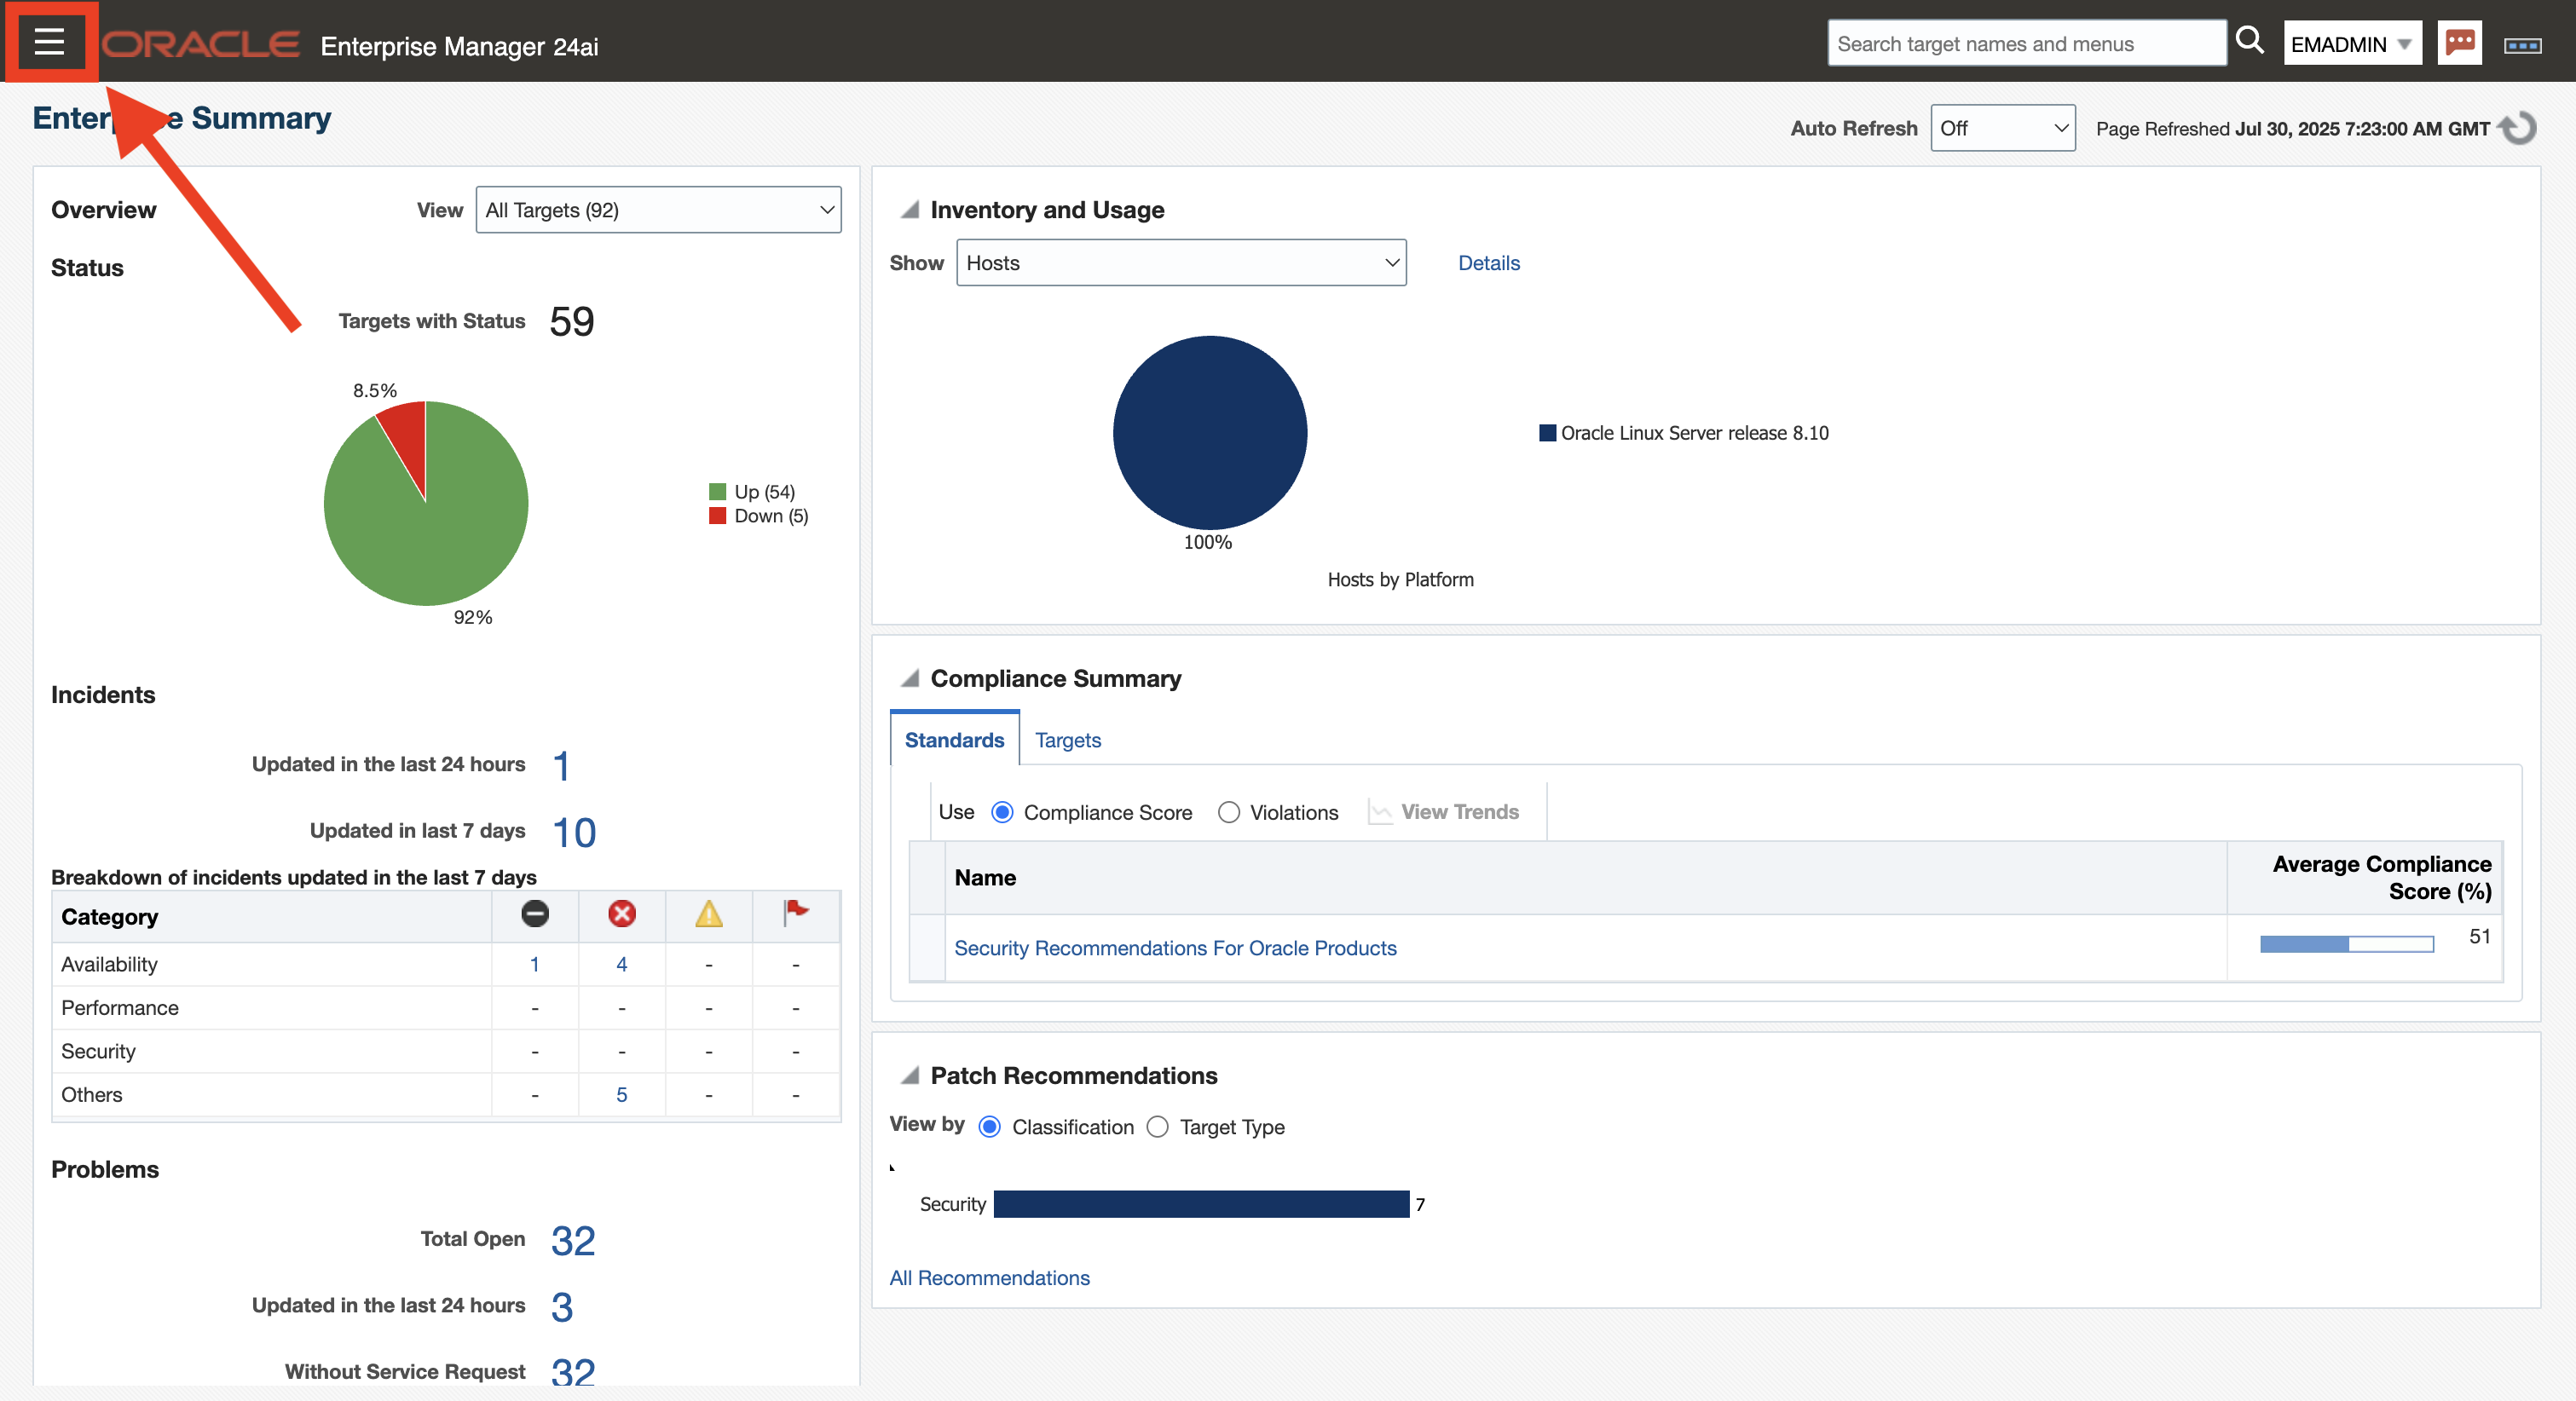 ORACLE Enterprise Manager 24ai
Search target names and menus
EMADMIN
Enterprise Summary
Auto Refresh Off Page Refreshed Jul 30, 2025 7:23:00 AM GMT
Overview View All Targets (92)
Status
Targets with Status 59
8.5%
Up (54)
Down (5)
92%
Incidents
Updated in the last 24 hours 1
Updated in last 7 days 10
Breakdown of incidents updated in the last 7 days
Category
Availability 1 4 - -
Performance - - - -
Security - - - -
Others - 5 - -
Problems
Total Open 32
Updated in the last 24 hours 3
Without Service Request 32
Inventory and Usage
Show Hosts Details
Oracle Linux Server release 8.10
100%
Hosts by Platform
Compliance Summary
Standards Targets
Use Compliance Score Violations View Trends
Name Average Compliance
Score (%)
Security Recommendations For Oracle Products 51
Patch Recommendations
View by Classification Target Type
Security 7
All Recommendations